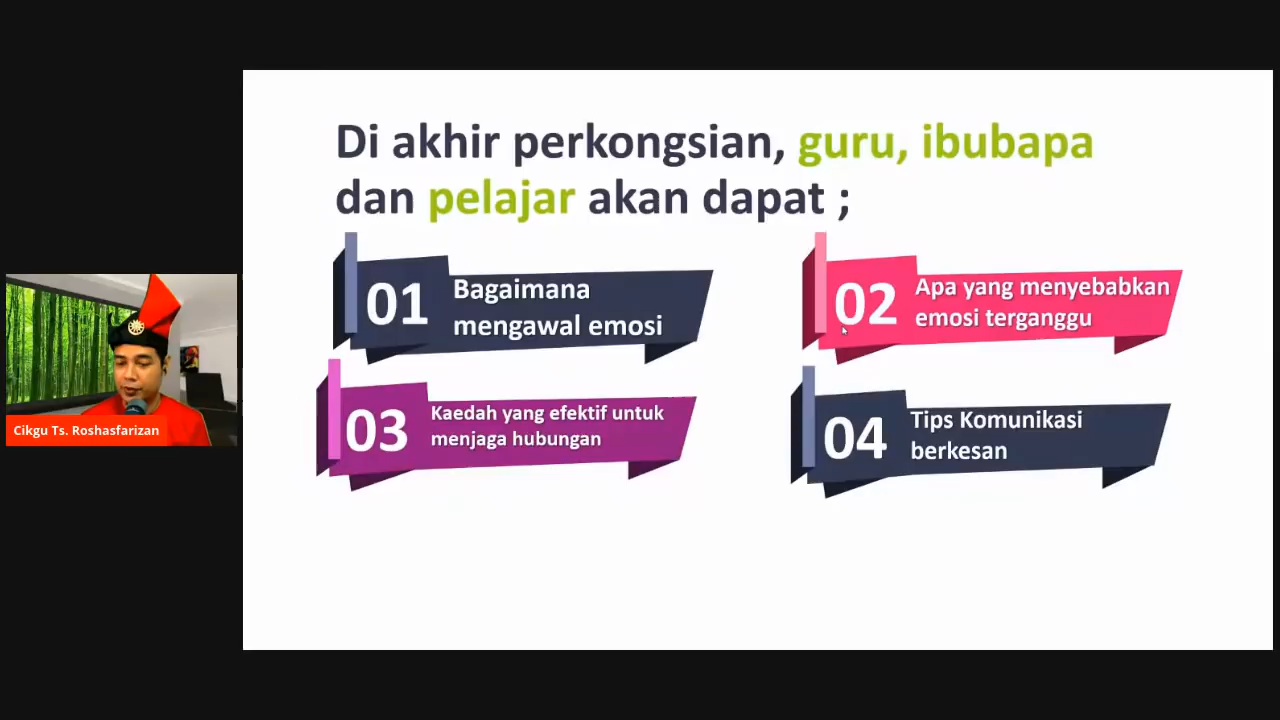 Di akhir perkongsian, guru, ibubapa
dan pelajar akan dapat ;
01
Bagaimana
mengawal emosi
02
Apa yang menyebabkan
emosi terganggu
03
Kaedah yang efektif untuk
menjaga hubungan
04
Tips Komunikasi
berkesan
Cikgu Ts. Roshasfarizan